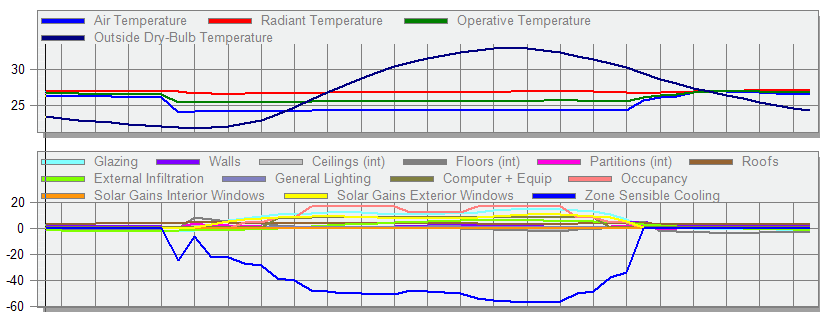 Air Temperature Radiant Temperature Operative Temperature
Outside Dry-Bulb Temperature
30
25
Glazing Walls Ceilings (int) Floors (int) Partitions (int) Roofs
External Infiltration General Lighting Computer + Equip Occupancy
Solar Gains Interior Windows Solar Gains Exterior Windows Zone Sensible Cooling
20
0
-20
-40
-60